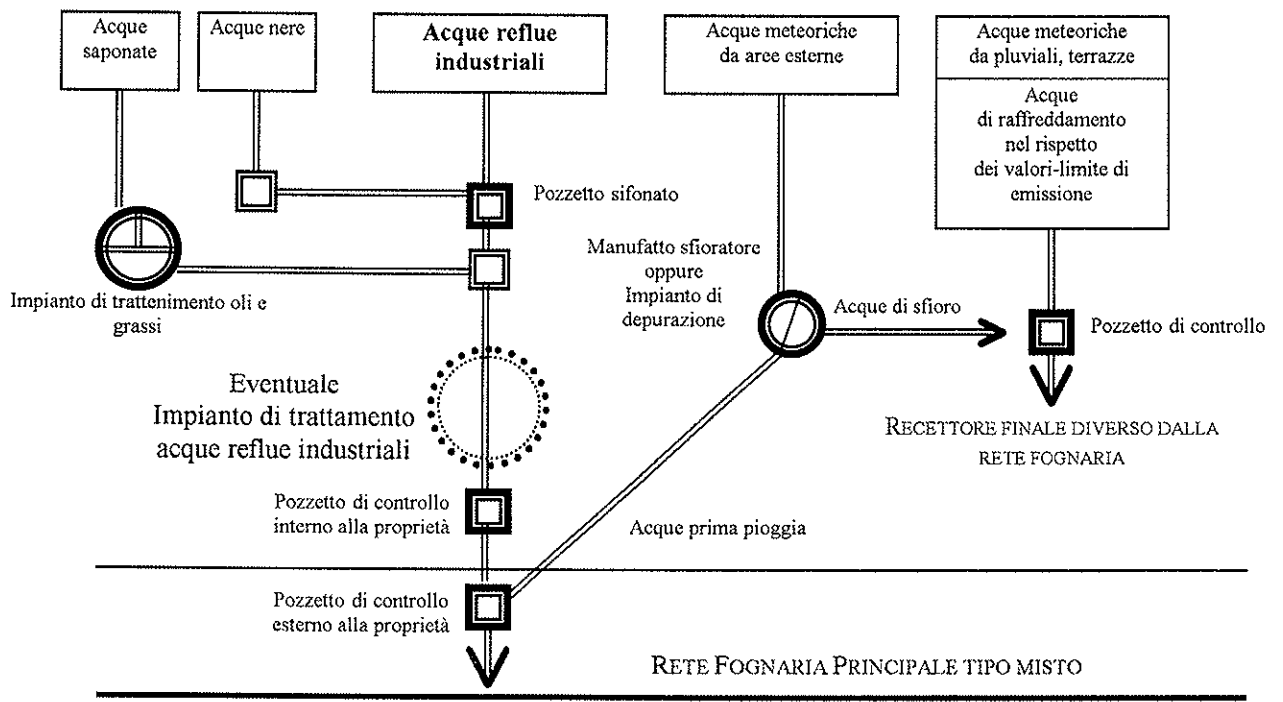 Acque
saponate
Acque nere
Acque reflue
industriali
Acque meteoriche
da aree esterne
Acque meteoriche
da pluviali, terrazze
Acque
di raffreddamento
nel rispetto
dei valori-limite di
emissione
Pozzetto sifonato
Manufatto sfioratore
oppure
Impianto di
depurazione
Impianto di trattenimento oli e
grassi
Acque di sfioro
Pozzetto di controllo
Eventuale
Impianto di trattamento
acque reflue industriali
RECETTORE FINALE DIVERSO DALLA
RETE FOGNARIA
Pozzetto di controllo
interno alla proprietà
Acque prima pioggia
Pozzetto di controllo
esterno alla proprietà
RETE FOGNARIA PRINCIPALE TIPO MISTO